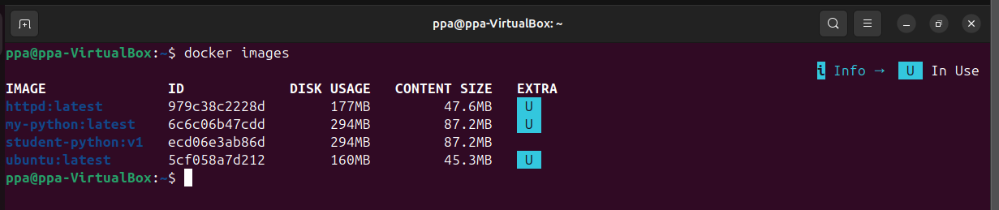 ppa@ppa-VirtualBox: ~
ppa@ppa-VirtualBox:~$ docker images
i Info → U In Use
IMAGE ID DISK USAGE CONTENT SIZE EXTRA
httpd:latest 979c38c2228d 177MB 47.6MB U
my-python:latest 6c6c06b47cdd 294MB 87.2MB U
student-python:v1 ecd06e3ab86d 294MB 87.2MB
ubuntu:latest 5cf058a7d212 160MB 45.3MB U
ppa@ppa-VirtualBox:~$